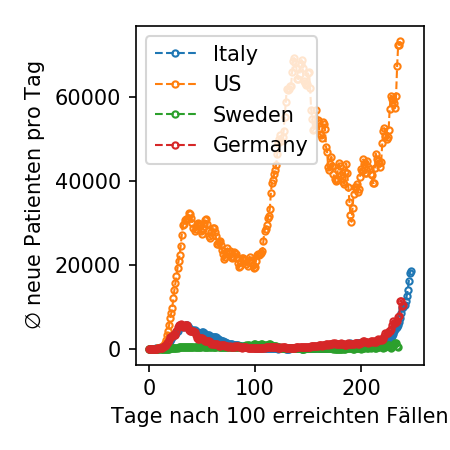 Italy
US
Sweden
Germany
∅ neue Patienten pro Tag
60000
40000
20000
0
0 100 200
Tage nach 100 erreichten Fällen